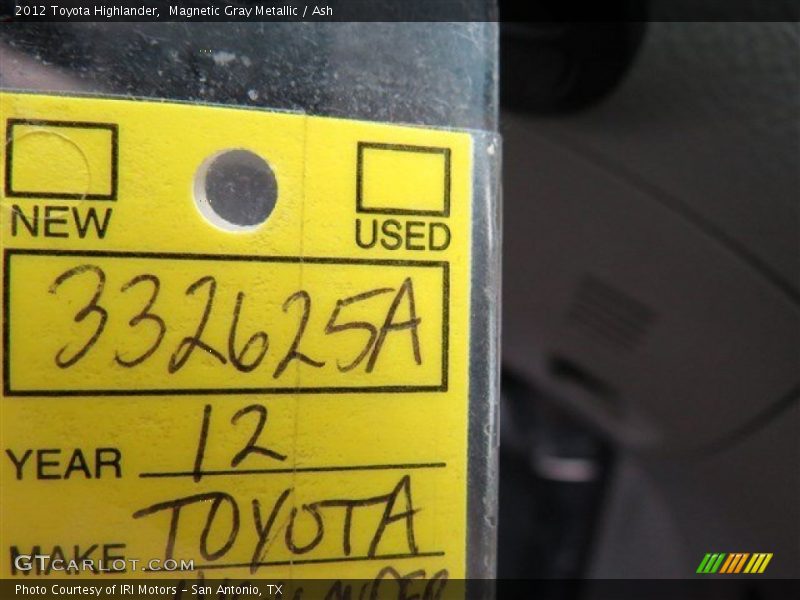 2012 Toyota Highlander, Magnetic Gray Metallic / Ash
NEW USED
332625A
YEAR 12
MAKE TOYOTA
GTCARLOT.COM
Photo Courtesy of IRI Motors – San Antonio, TX